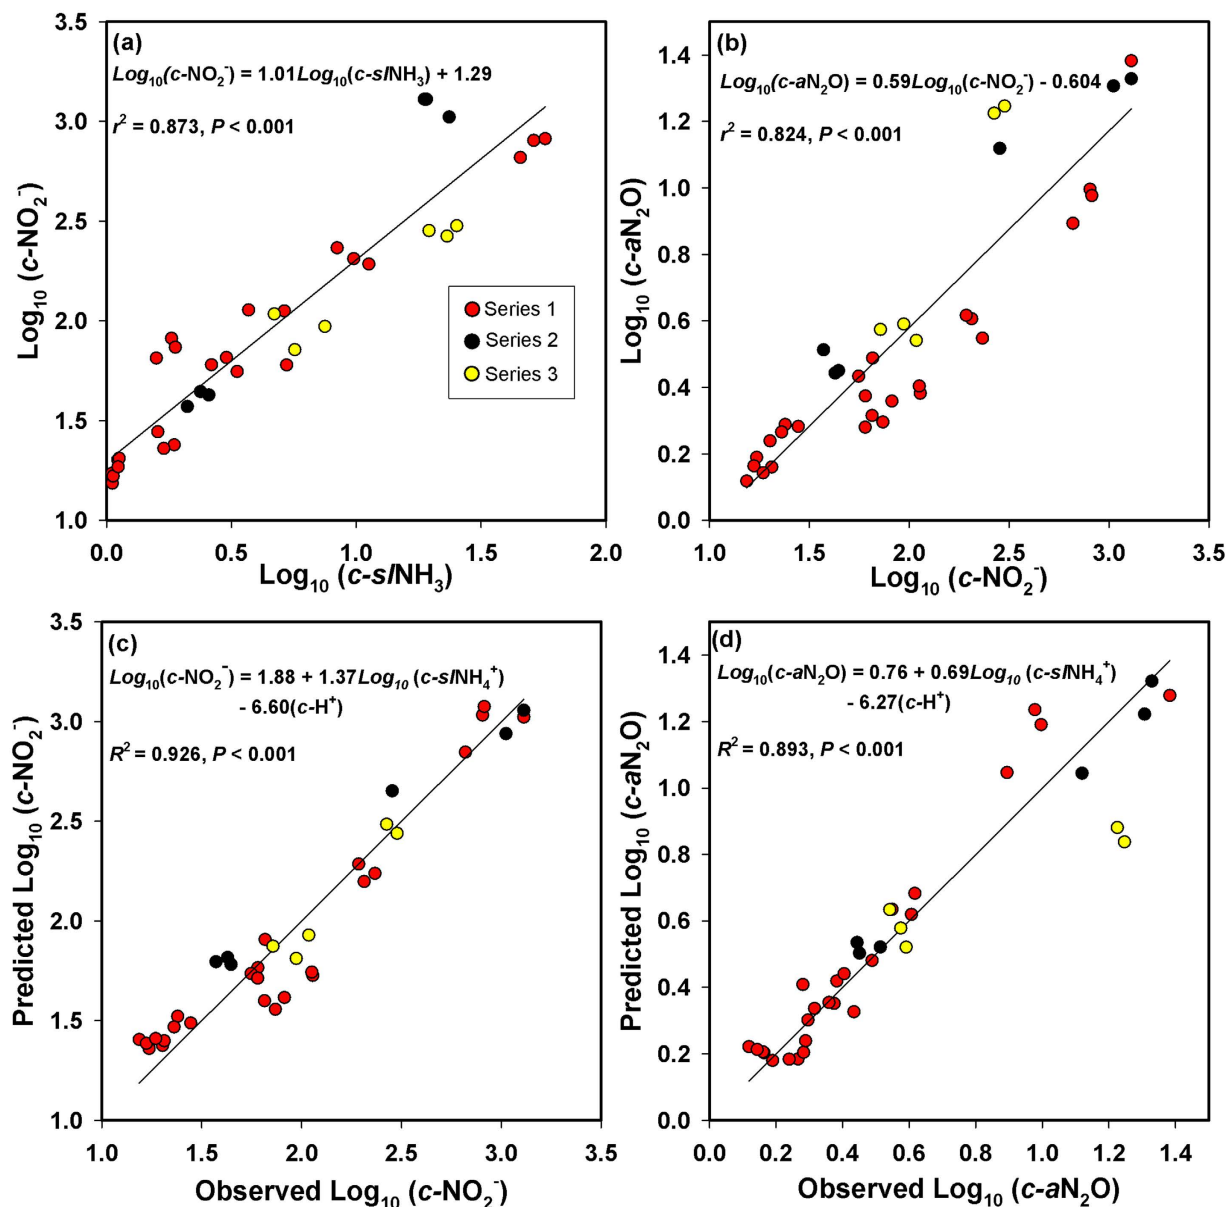 (a)
Log₁₀(c-NO₂⁻) = 1.01Log₁₀(c-slNH₃) + 1.29
r² = 0.873, P < 0.001
3.5
3.0
2.5
2.0
1.5
1.0
Log₁₀ (c-NO₂⁻)
Series 1
Series 2
Series 3
0.0 0.5 1.0 1.5 2.0
Log₁₀ (c-slNH₃)
(b)
Log₁₀(c-aN₂O) = 0.59Log₁₀(c-NO₂⁻) - 0.604
r² = 0.824, P < 0.001
1.4
1.2
1.0
0.8
0.6
0.4
0.2
0.0
Log₁₀ (c-aN₂O)
1.0 1.5 2.0 2.5 3.0 3.5
Log₁₀ (c-NO₂⁻)
(c)
Log₁₀(c-NO₂⁻) = 1.88 + 1.37Log₁₀ (c-slNH₄⁺)
- 6.60(c-H⁺)
R² = 0.926, P < 0.001
3.5
3.0
2.5
2.0
1.5
1.0
Predicted Log₁₀ (c-NO₂⁻)
1.0 1.5 2.0 2.5 3.0 3.5
Observed Log₁₀ (c-NO₂⁻)
(d)
Log₁₀(c-aN₂O) = 0.76 + 0.69Log₁₀ (c-slNH₄⁺)
- 6.27(c-H⁺)
R² = 0.893, P < 0.001
1.4
1.2
1.0
0.8
0.6
0.4
0.2
0.0
Predicted Log₁₀ (c-aN₂O)
0.0 0.2 0.4 0.6 0.8 1.0 1.2 1.4
Observed Log₁₀ (c-aN₂O)